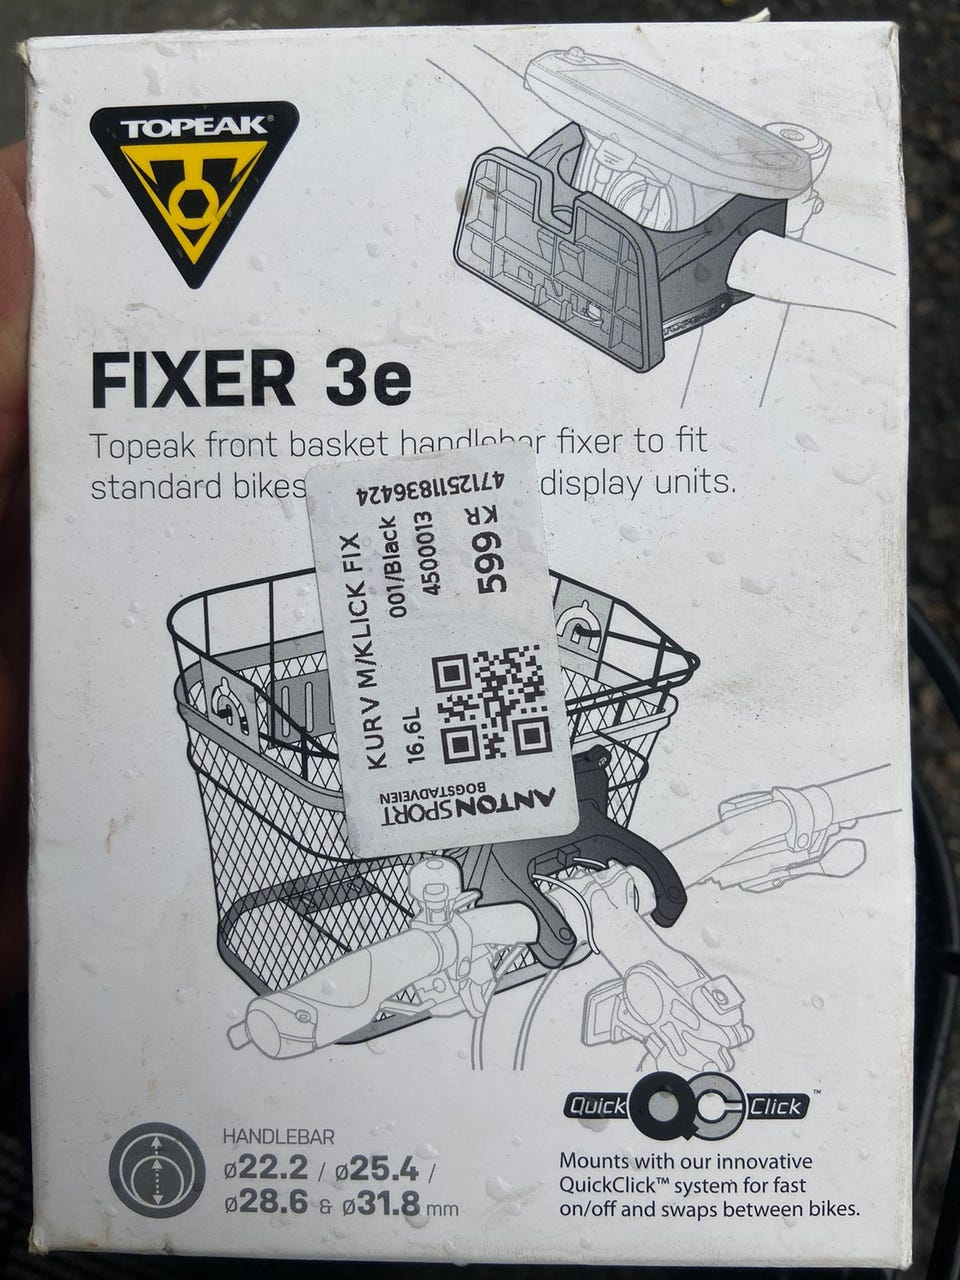 TOPEAK®
FIXER 3e
Topeak front basket handlebar fixer to fit
standard bikes display units.
4712511836424
KURV M/KLICK FIX
001/Black
4500013
599 KR
16,6L
ANTON SPORT
BOGSTADVEIEN
Quick QC Click ™
HANDLEBAR
ø22.2 / ø25.4 /
ø28.6 & ø31.8 mm
Mounts with our innovative
QuickClick™ system for fast
on/off and swaps between bikes.